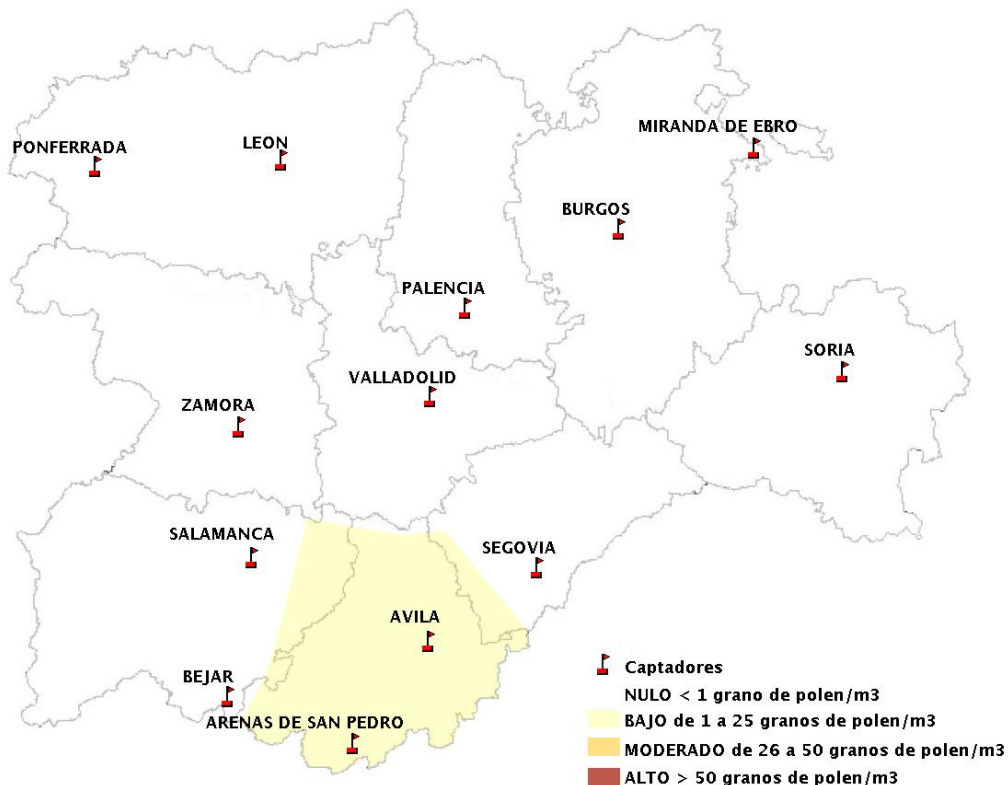 MIRANDA DE EBRO
PONFERRADA
LEON
BURGOS
PALENCIA
SORIA
VALLADOLID
ZAMORA
SALAMANCA
SEGOVIA
AVILA
BEJAR
ARENAS DE SAN PEDRO
Captadores
NULO < 1 grano de polen/m3
BAJO de 1 a 25 granos de polen/m3
MODERADO de 26 a 50 granos de polen/m3
ALTO > 50 granos de polen/m3